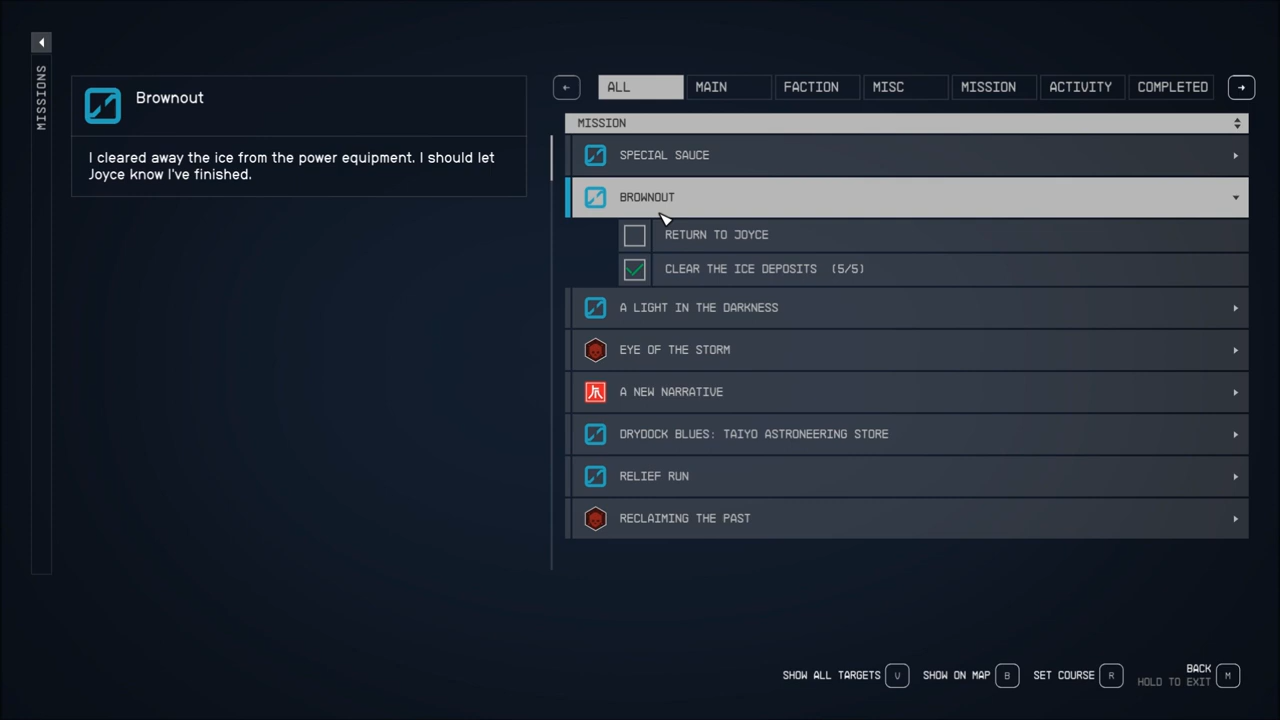 MISSIONS
Brownout
I cleared away the ice from the power equipment. I should let
Joyce know I've finished.
ALL MAIN FACTION MISC MISSION ACTIVITY COMPLETED
MISSION
SPECIAL SAUCE
BROWNOUT
RETURN TO JOYCE
CLEAR THE ICE DEPOSITS (5/5)
A LIGHT IN THE DARKNESS
EYE OF THE STORM
A NEW NARRATIVE
DRYDOCK BLUES: TAIYO ASTRONEERING STORE
RELIEF RUN
RECLAIMING THE PAST
SHOW ALL TARGETS V SHOW ON MAP B SET COURSE R BACK M
HOLD TO EXIT